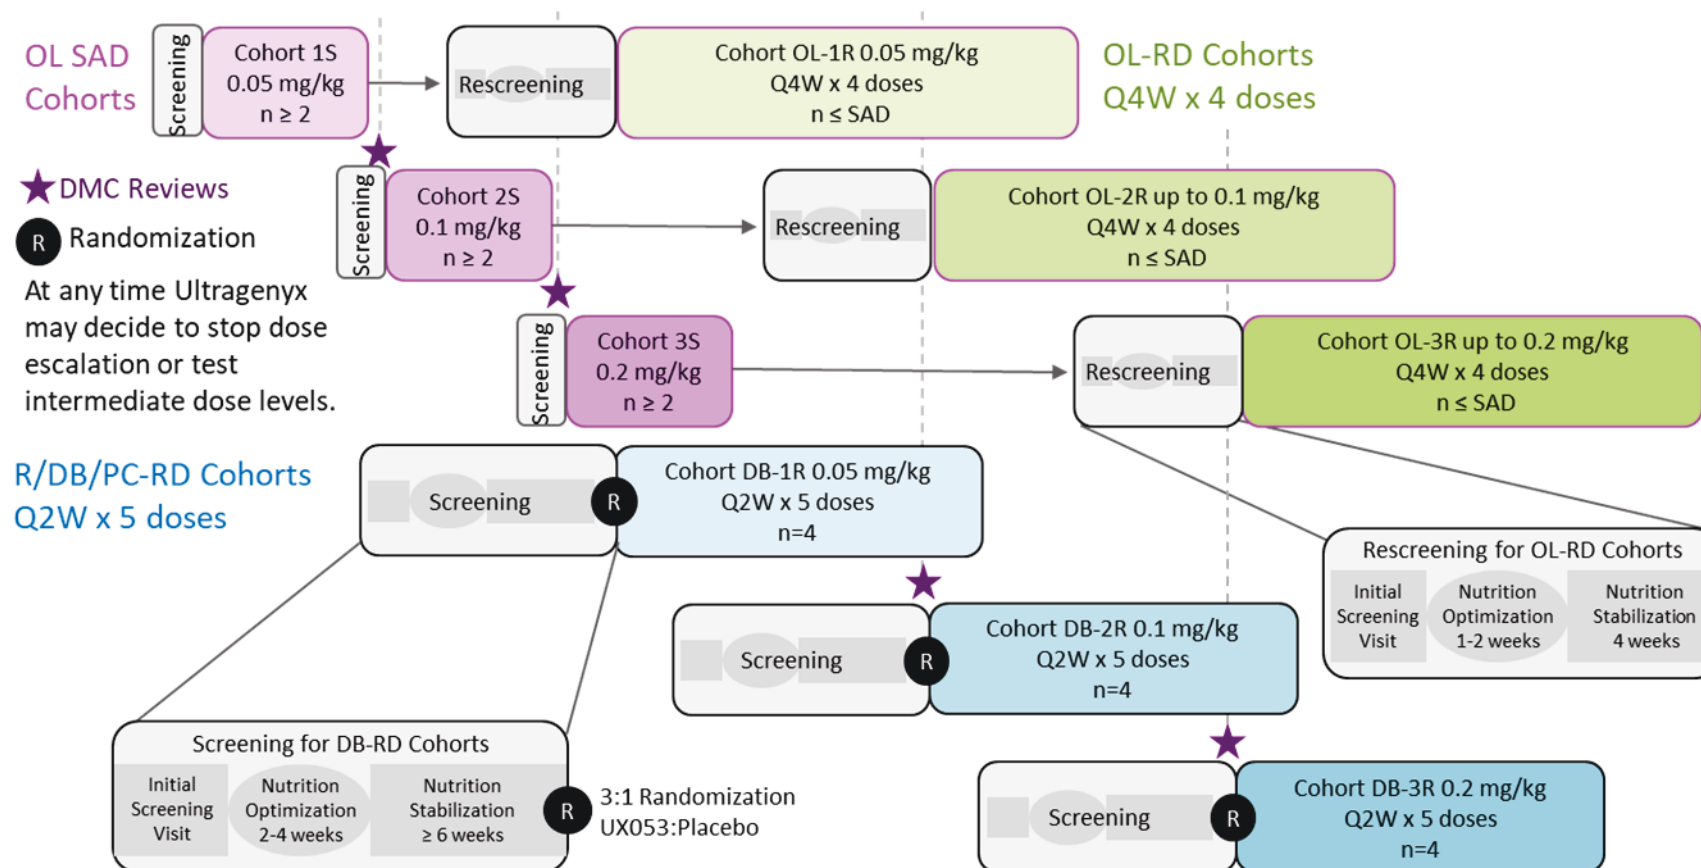 OL SAD
Cohorts
Screening
Cohort 1S
0.05 mg/kg
n ≥ 2
Rescreening
Cohort OL-1R 0.05 mg/kg
Q4W x 4 doses
n ≤ SAD
OL-RD Cohorts
Q4W x 4 doses
DMC Reviews
R Randomization
At any time Ultragenyx
may decide to stop dose
escalation or test
intermediate dose levels.
Screening
Cohort 2S
0.1 mg/kg
n ≥ 2
Rescreening
Cohort OL-2R up to 0.1 mg/kg
Q4W x 4 doses
n ≤ SAD
Screening
Cohort 3S
0.2 mg/kg
n ≥ 2
Rescreening
Cohort OL-3R up to 0.2 mg/kg
Q4W x 4 doses
n ≤ SAD
R/DB/PC-RD Cohorts
Q2W x 5 doses
Screening
R
Cohort DB-1R 0.05 mg/kg
Q2W x 5 doses
n=4
Rescreening for OL-RD Cohorts
Initial
Screening
Visit
Nutrition
Optimization
1-2 weeks
Nutrition
Stabilization
4 weeks
Screening
R
Cohort DB-2R 0.1 mg/kg
Q2W x 5 doses
n=4
Screening for DB-RD Cohorts
Initial
Screening
Visit
Nutrition
Optimization
2-4 weeks
Nutrition
Stabilization
≥ 6 weeks
R
3:1 Randomization
UX053:Placebo
Screening
R
Cohort DB-3R 0.2 mg/kg
Q2W x 5 doses
n=4